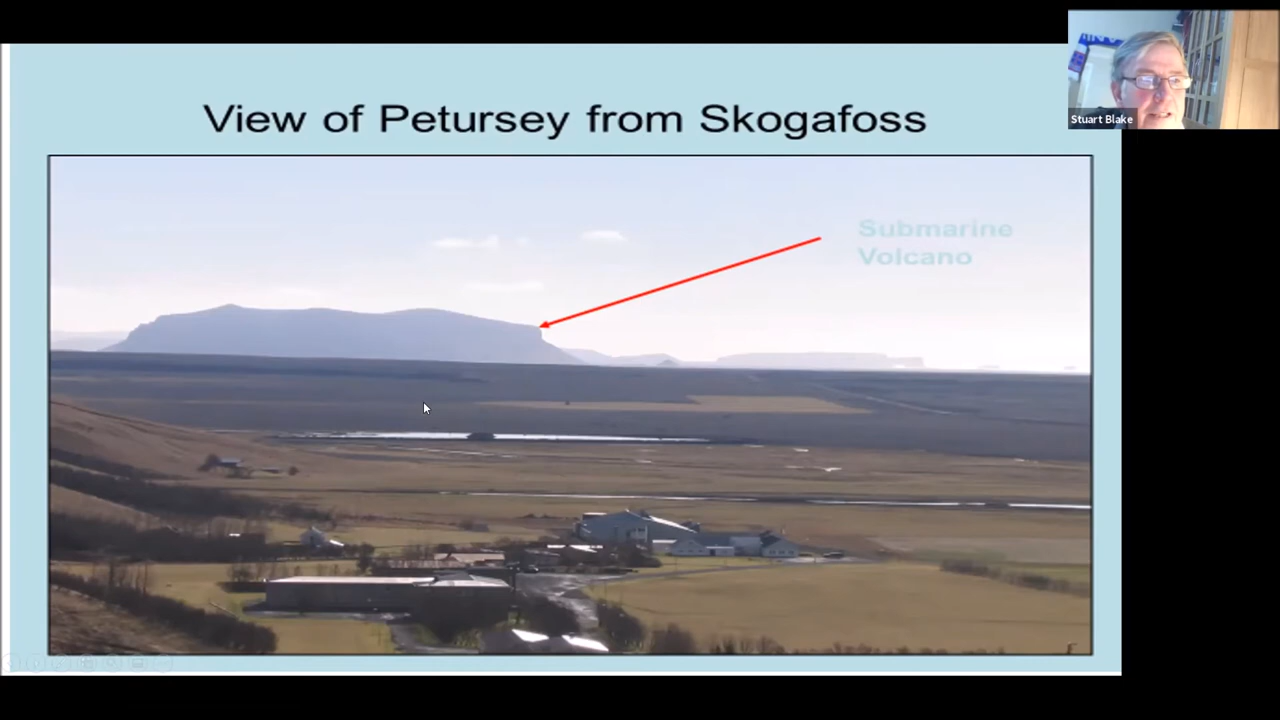 View of Petursey from Skogafoss
Submarine
Volcano
Stuart Blake